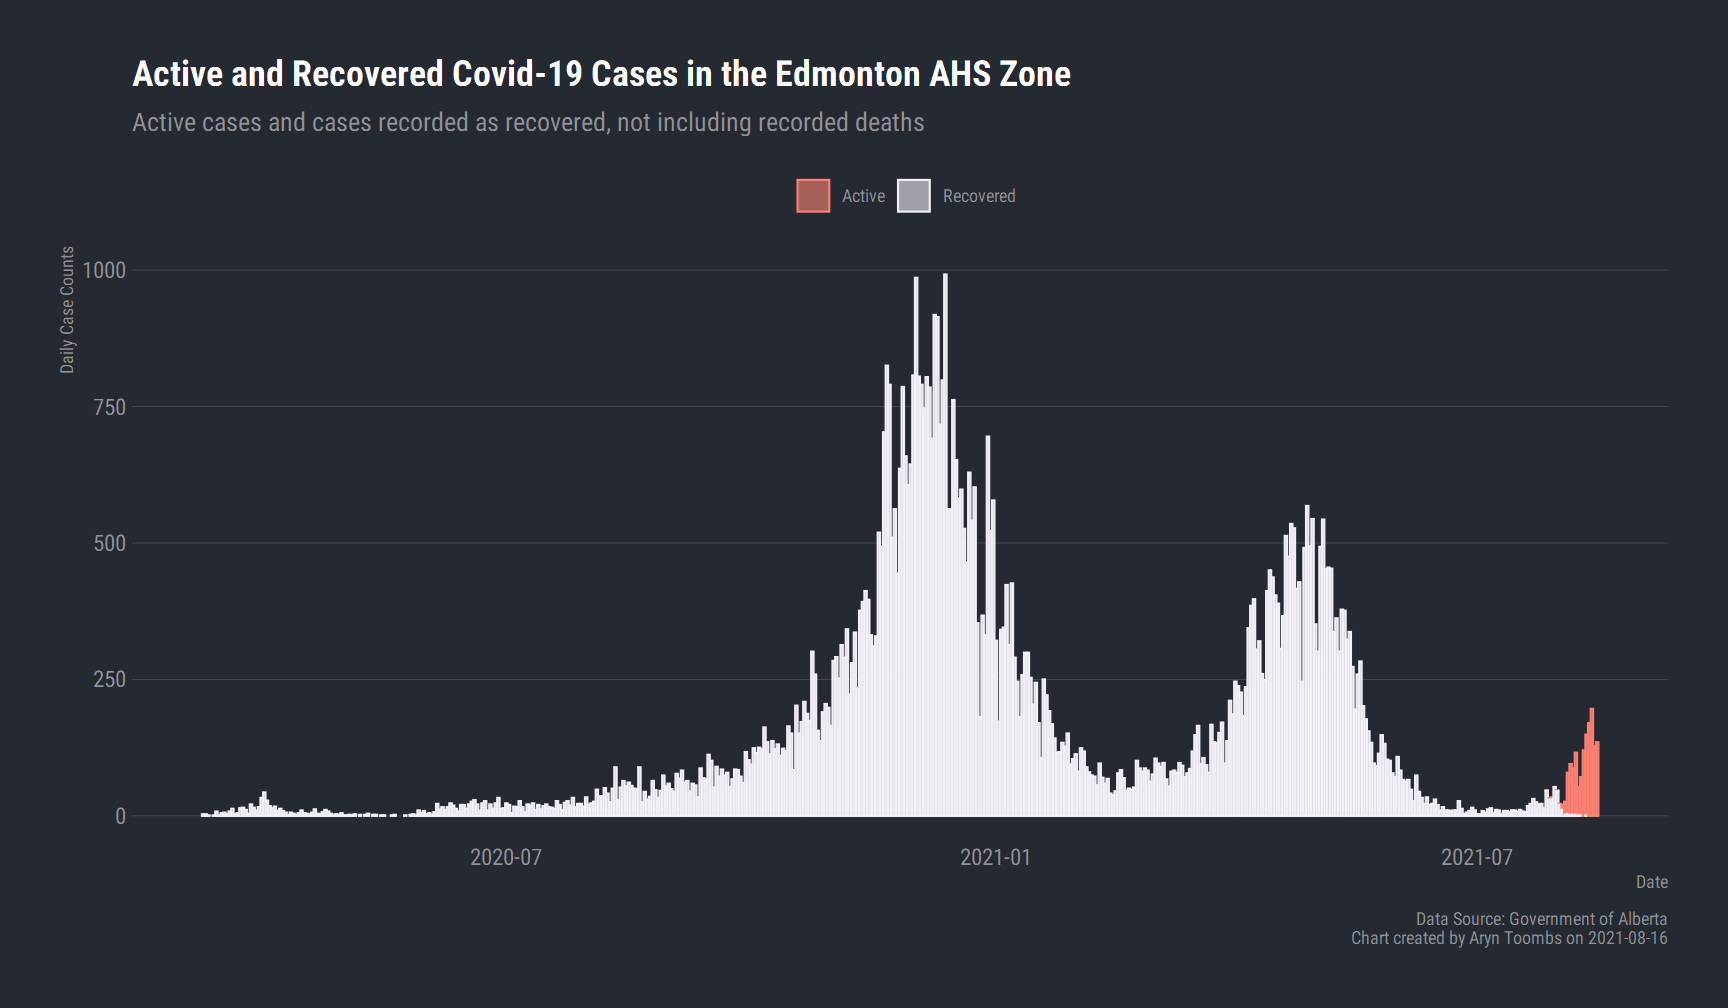 Active and Recovered Covid-19 Cases in the Edmonton AHS Zone
Active cases and cases recorded as recovered, not including recorded deaths
Active
Recovered
Daily Case Counts
1000
750
500
250
0
2020-07
2021-01
2021-07
Date
Data Source: Government of Alberta
Chart created by Aryn Toombs on 2021-08-16